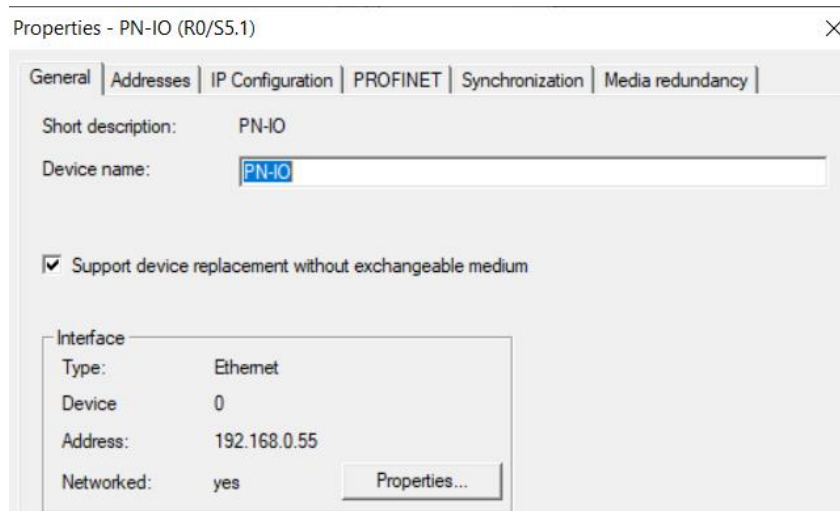 Properties - PN-IO (R0/S5.1)
General Addresses IP Configuration PROFINET Synchronization Media redundancy
Short description: PN-IO
Device name: PN-IO
Support device replacement without exchangeable medium
Interface
Type: Ethernet
Device 0
Address: 192.168.0.55
Networked: yes Properties...